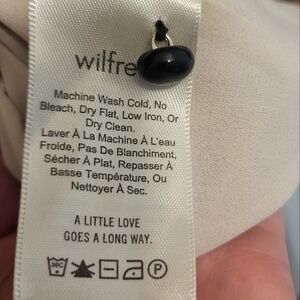 wilfre
Machine Wash Cold, No
Bleach, Dry Flat, Low Iron, Or
Dry Clean.
Laver À La Machine À L'eau
Froide, Pas De Blanchiment,
Sécher À Plat, Repasser À
Basse Température, Ou
Nettoyer À Sec.
A LITTLE LOVE
GOES A LONG WAY.
30C
P